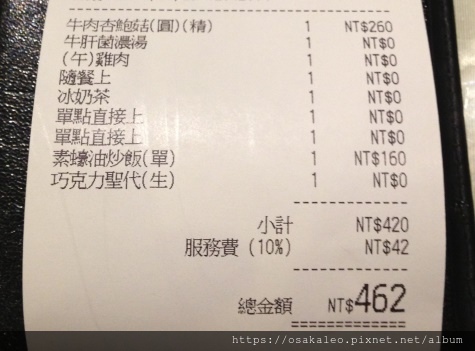 牛肉杏鮑菇(圓)(精) 1 NT$260
牛肝菌濃湯 1 NT$0
(午)雞肉 1 NT$0
隨餐上 1 NT$0
冰奶茶 1 NT$0
單點直接上 1 NT$0
單點直接上 1 NT$0
素蠔油炒飯(單) 1 NT$160
巧克力聖代(生) 1 NT$0
小計 NT$420
服務費 (10%) NT$42
總金額 NT$462
https://osakaleo.pixnet.net/album